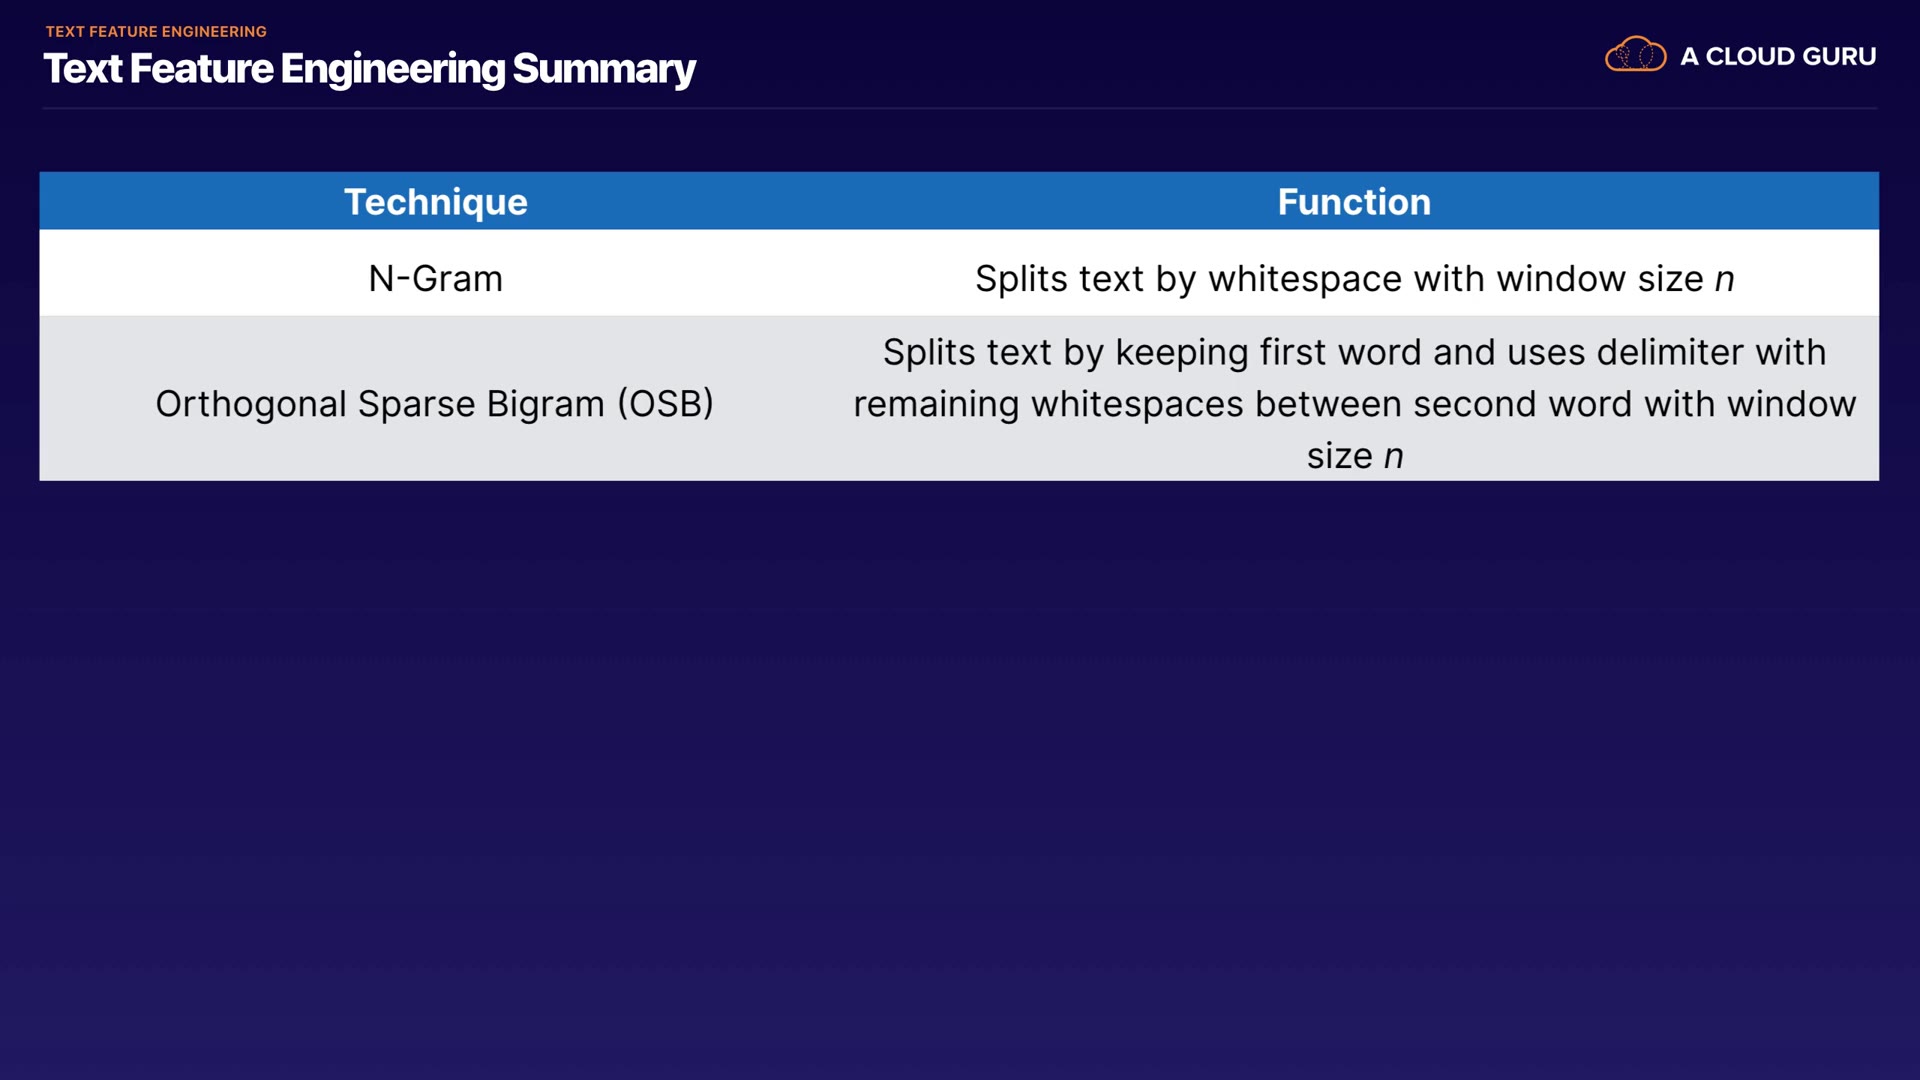 TEXT FEATURE ENGINEERING
Text Feature Engineering Summary
A CLOUD GURU
Technique
Function
N-Gram
Splits text by whitespace with window size n
Orthogonal Sparse Bigram (OSB)
Splits text by keeping first word and uses delimiter with
remaining whitespaces between second word with window
size n